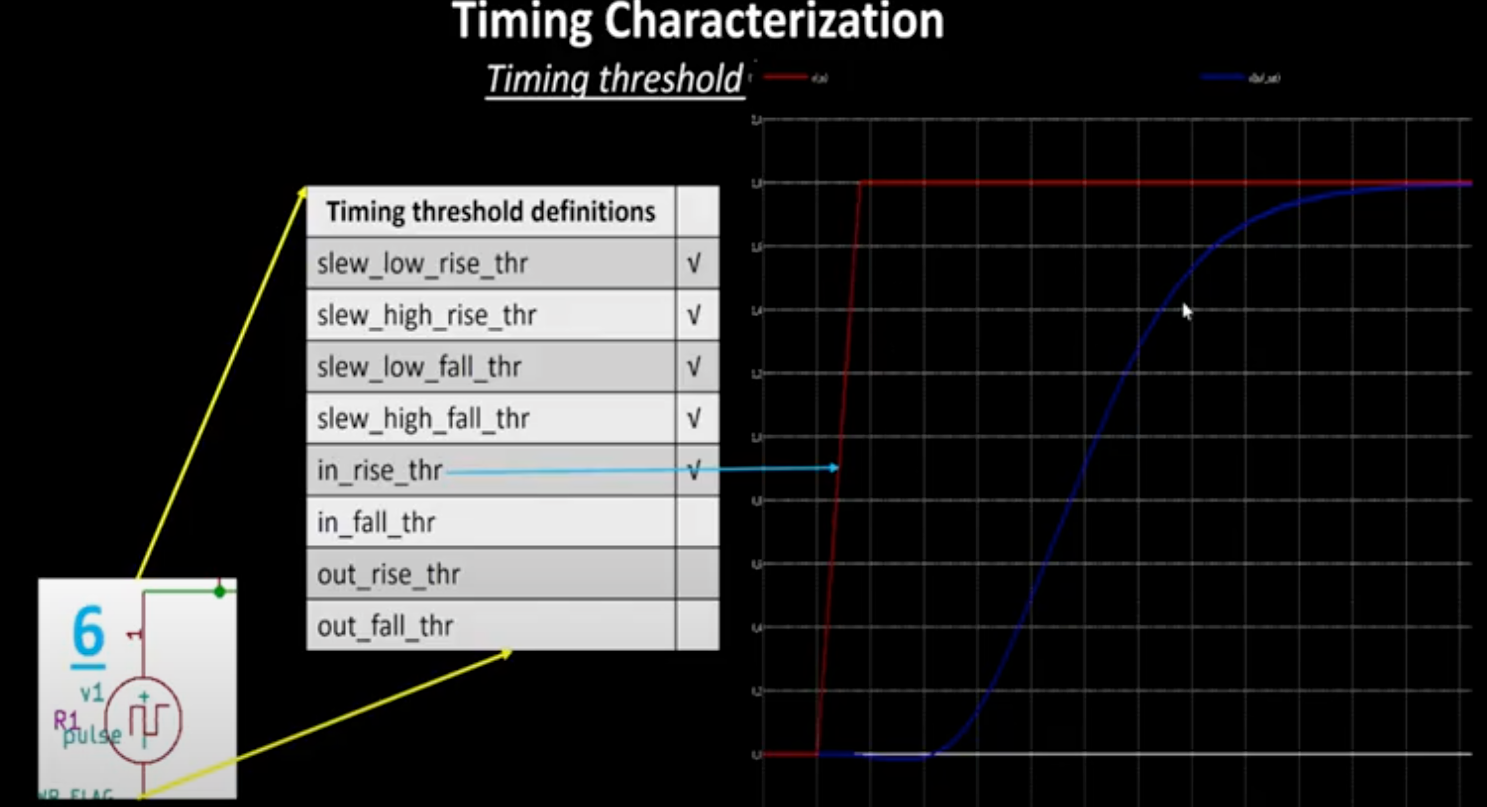 Timing Characterization
Timing threshold
Timing threshold definitions
slew_low_rise_thr √
slew_high_rise_thr √
slew_low_fall_thr √
slew_high_fall_thr √
in_rise_thr √
in_fall_thr
out_rise_thr
out_fall_thr
6
1
v1
R1
pulse